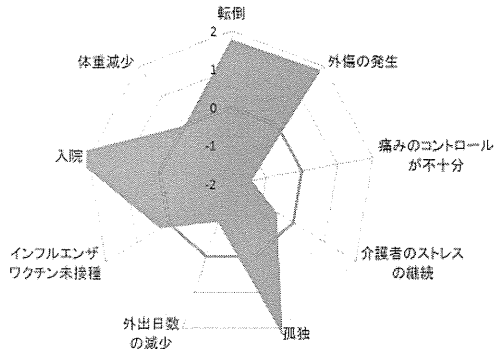 転倒
2
体重減少
外傷の発生
1
0
痛みのコントロール
が不十分
入院
-1
-2
インフルエンザ
ワクチン未接種
介護者のストレス
の継続
外出日数
の減少
孤独